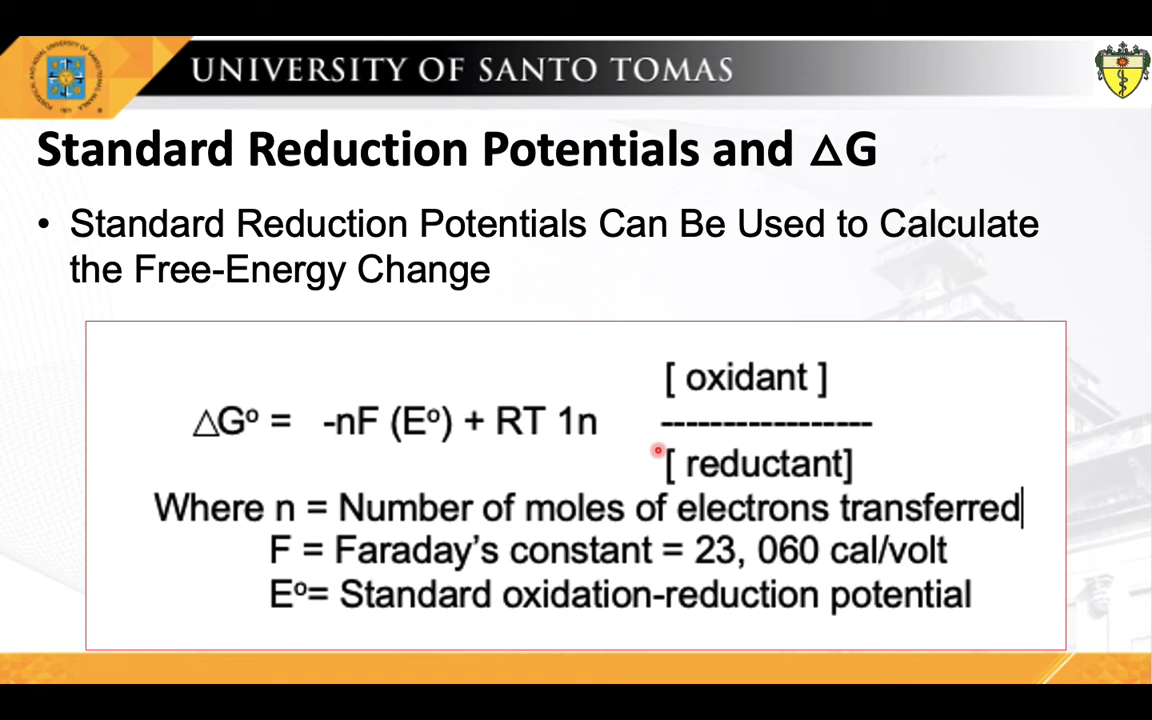 UNIVERSITY OF SANTO TOMAS
Standard Reduction Potentials and △G
• Standard Reduction Potentials Can Be Used to Calculate
the Free-Energy Change
[ oxidant ]
△Gº = -nF (Eº) + RT 1n -----------------
[ reductant]
Where n = Number of moles of electrons transferred
F = Faraday’s constant = 23, 060 cal/volt
Eº= Standard oxidation-reduction potential